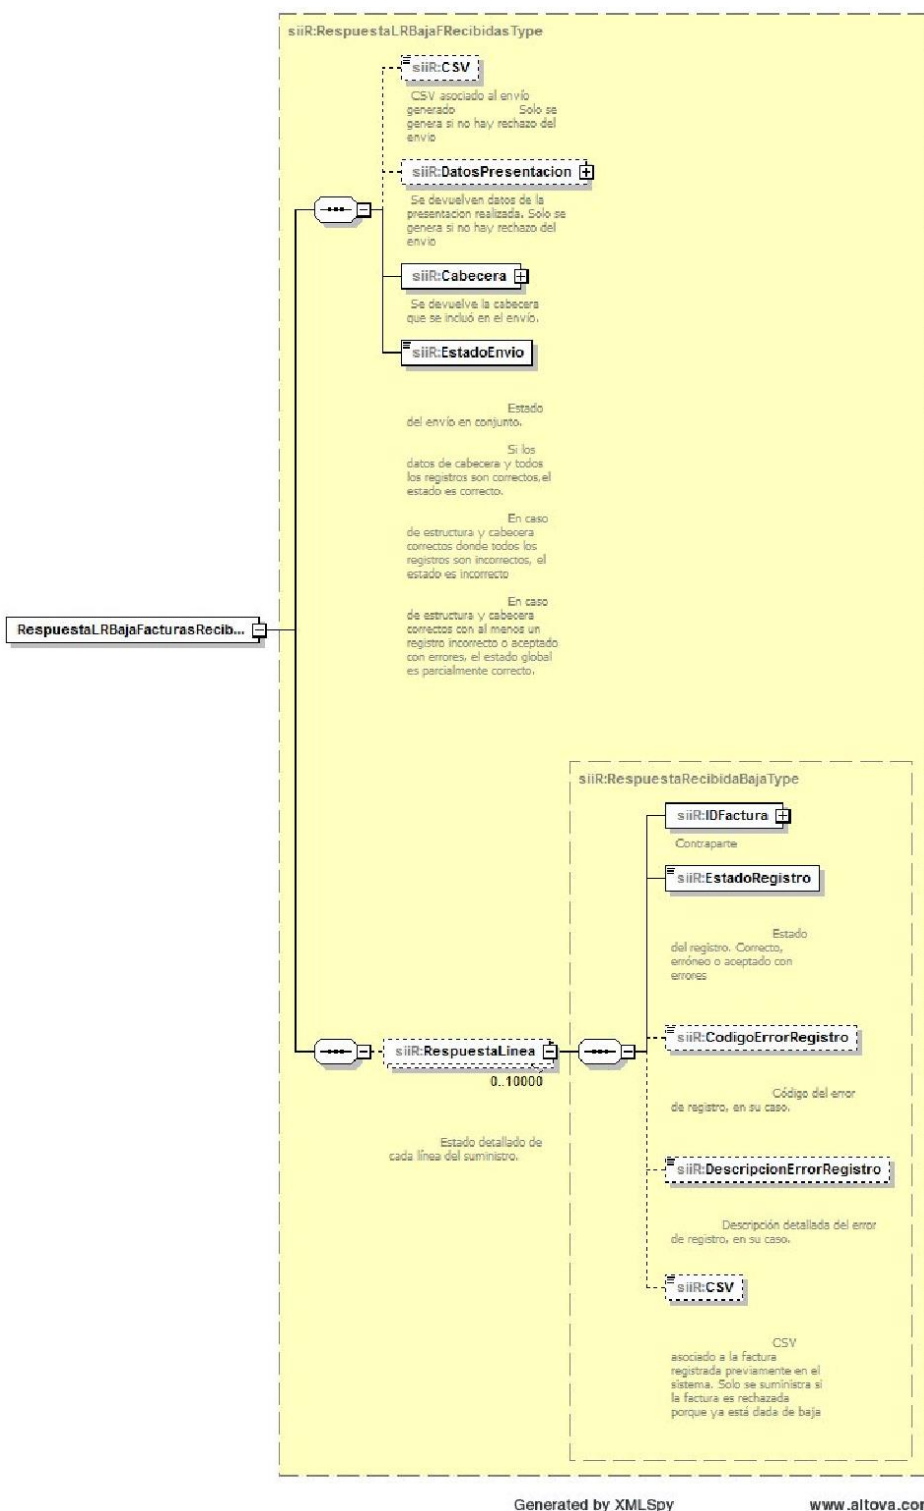 siiR:RespuestaLRBajaFRecibidasType
siiR:CSV
CSV asociado al envío
generado Solo se
genera si no hay rechazo del
envio
siiR:DatosPresentacion
Se devuelven datos de la
presentacion realizada. Solo se
genera si no hay rechazo del
envio
siiR:Cabecera
Se devuelve la cabecera
que se incluó en el envío.
siiR:EstadoEnvio
Estado
del envío en conjunto.
Si los
datos de cabecera y todos
los registros son correctos,el
estado es correcto.
En caso
de estructura y cabecera
correctos donde todos los
registros son incorrectos, el
estado es incorrecto
En caso
de estructura y cabecera
correctos con al menos un
registro incorrecto o aceptado
con errores, el estado global
es parcialmente correcto.
RespuestaLRBajaFacturasRecib...
siiR:RespuestaLinea
0..10000
Estado detallado de
cada línea del suministro.
siiR:RespuestaRecibidaBajaType
siiR:IDFactura
Contraparte
siiR:EstadoRegistro
Estado
del registro. Correcto,
erróneo o aceptado con
errores
siiR:CodigoErrorRegistro
Código del error
de registro, en su caso.
siiR:DescripcionErrorRegistro
Descripción detallada del error
de registro, en su caso.
siiR:CSV
CSV
asociado a la factura
registrada previamente en el
sistema. Solo se suministra si
la factura es rechazada
porque ya está dada de baja
Generated by XMLSpy www.altova.com